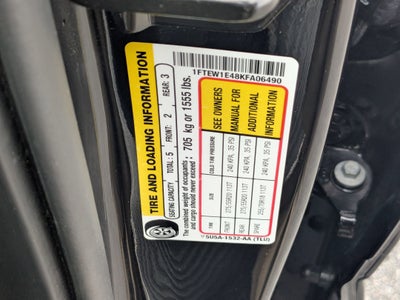 1FTEW1E48KFA06490
TIRE AND LOADING INFORMATION
SEATING CAPACITY TOTAL: 5 FRONT: 2 REAR: 3
The combined weight of occupants
and cargo should never exceed 705 kg or 1555 lbs.
SEE OWNERS
MANUAL FOR
ADDITIONAL
INFORMATION
COLD TIRE PRESSURE 240 KPA, 35 PSI 240 KPA, 35 PSI 240 KPA, 35 PSI
SIZE 275/55R20 113T 275/55R20 113T
TIRE FRONT REAR SPARE
5U5A-1532-AA (TLU)